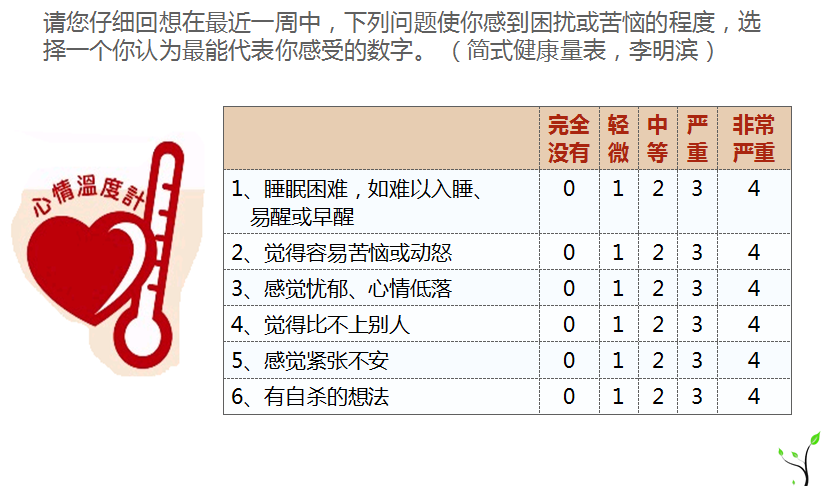 请您仔细回想在最近一周中，下列问题使你感到困扰或苦恼的程度，选
择一个你认为最能代表你感受的数字。（简式健康量表，李明滨）
心情溫度計
完全没有 轻微 中等 严重 非常严重
1、睡眠困难，如难以入睡、 0 1 2 3 4
易醒或早醒
2、觉得容易苦恼或动怒 0 1 2 3 4
3、感觉忧郁、心情低落 0 1 2 3 4
4、觉得比不上别人 0 1 2 3 4
5、感觉紧张不安 0 1 2 3 4
6、有自杀的想法 0 1 2 3 4